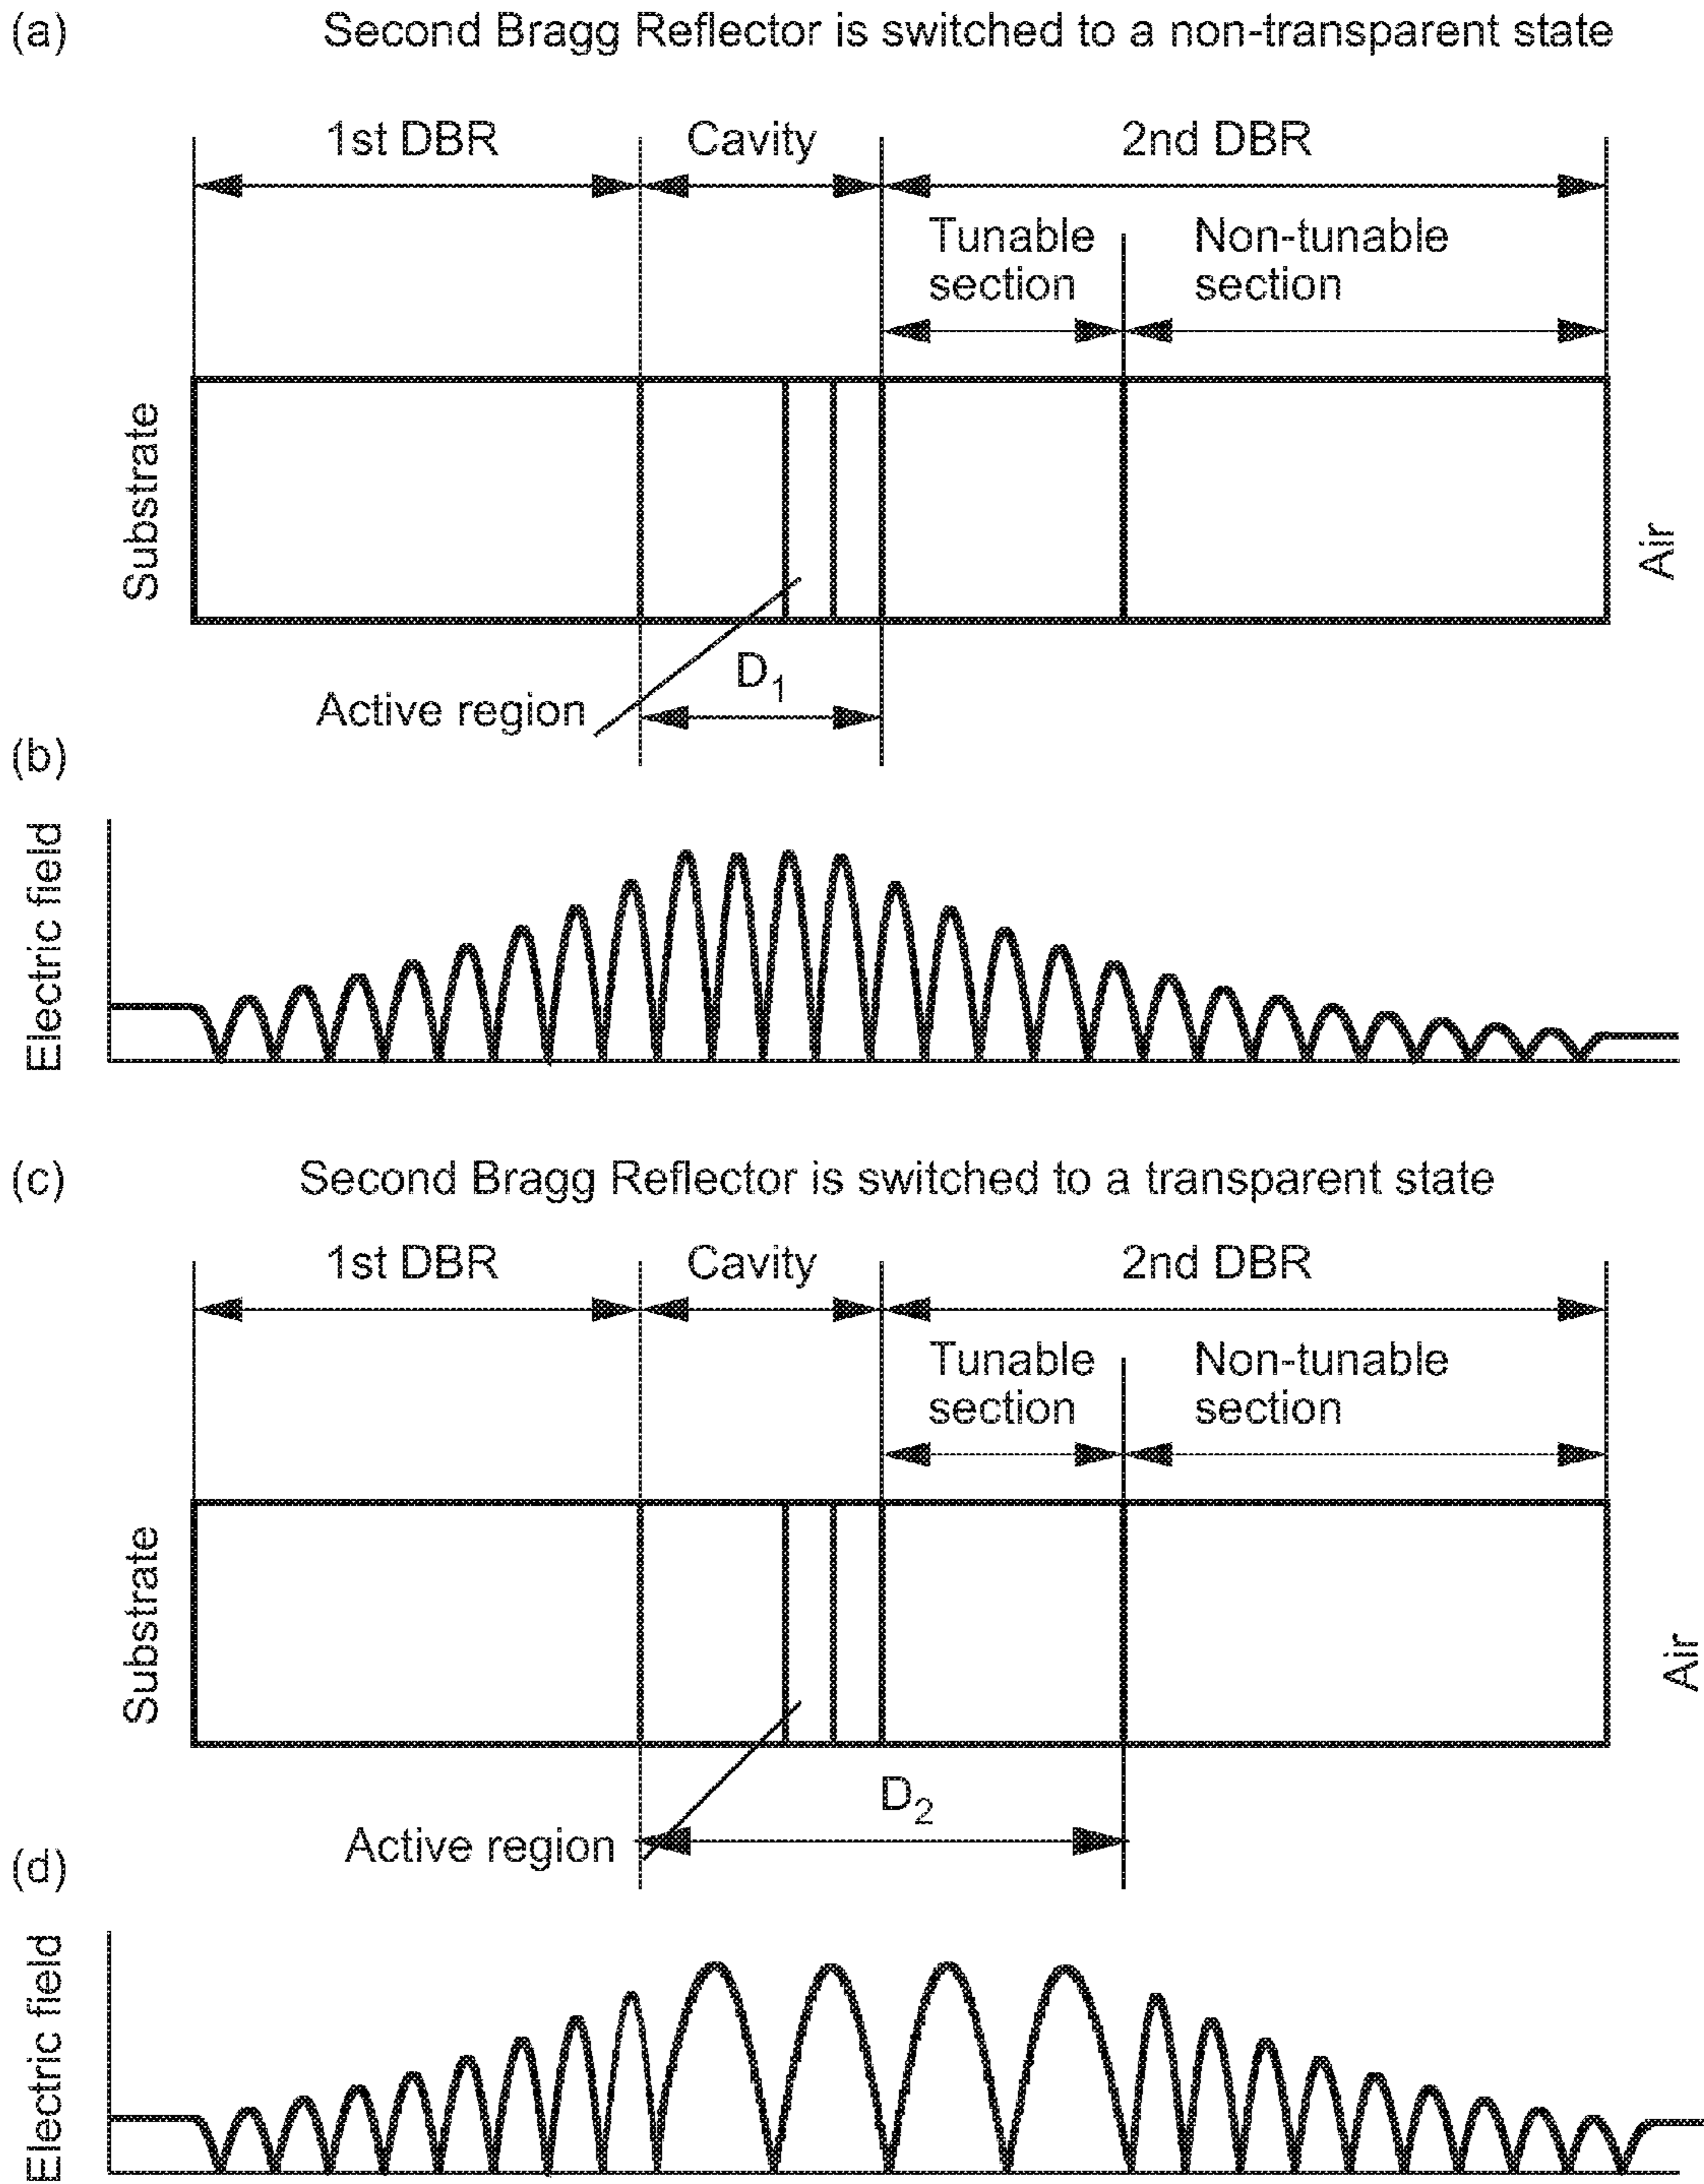 (a) Second Bragg Reflector is switched to a non-transparent state
1st DBR Cavity 2nd DBR
Tunable section
Non-tunable section
Substrate
Air
Active region
D1
(b)
Electric field
(c) Second Bragg Reflector is switched to a transparent state
1st DBR Cavity 2nd DBR
Tunable section
Non-tunable section
Substrate
Air
Active region
D2
(d)
Electric field